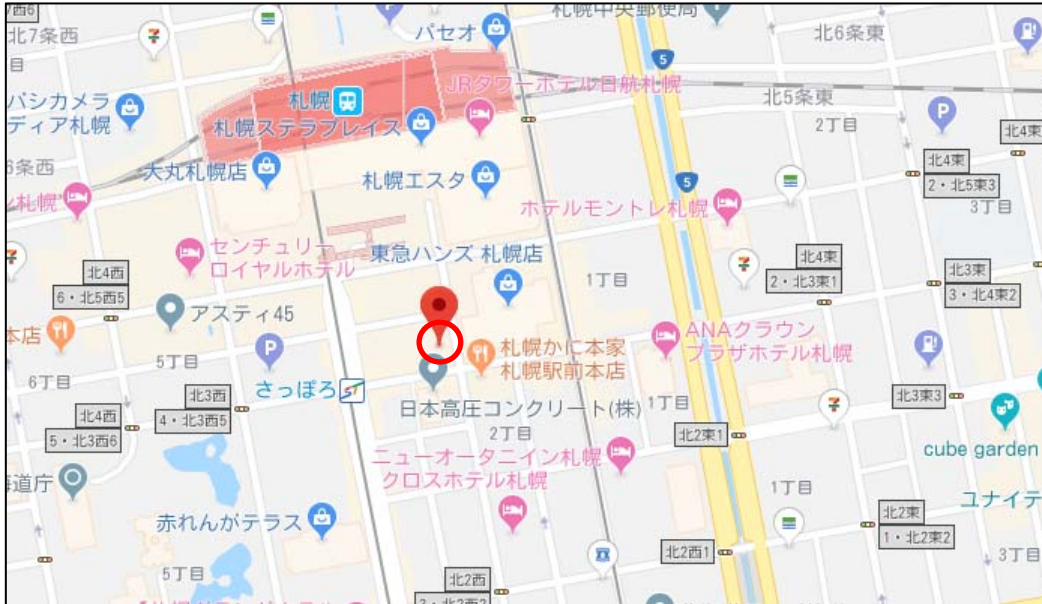 西6
北7条西
目
パセオ
札幌中央郵便局
5
北6条東
バシカメラ
ディア札幌
札幌
札幌ステラプレイス
JRタワーホテル日航札幌
北5条東
2丁目
P
北4東
条西
大丸札幌店
札幌エスタ
5
北4東
2・北5東3
ン札幌
ホテルモントレ札幌
3丁目
センチュリー
ロイヤルホテル
東急ハンズ 札幌店
北4西
6・北5西5
1丁目
北4東
2・北3東1
北3東
3・北4東2
本店
アスティ45
P
5丁目
6丁目
さっぽろ
札幌かに本家
札幌駅前本店
ANAクラウン
プラザホテル札幌
北3西
4・北3西5
日本高圧コンクリート(株)
1丁目
北3東3
北4西
5・北3西6
2丁目
北2東1
ニューオータニイン札幌
クロスホテル札幌
cube garden
道庁
1丁目
ユナイテ
赤れんがテラス
北2東
1・北2東2
5丁目
北2西1
3丁目
北2西